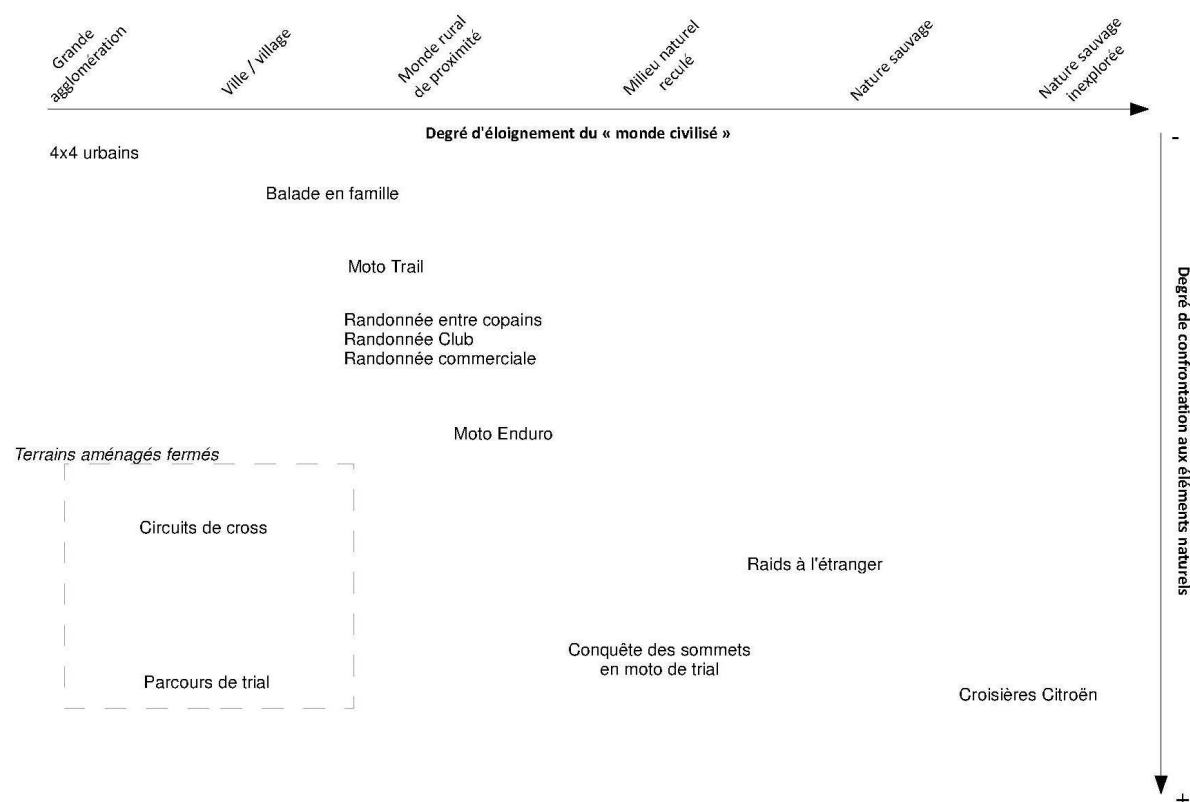 Grande
agglomération
Ville / village
Monde rural
de proximité
Milieu naturel
reculé
Nature sauvage
Nature sauvage
inexplorée
Degré d'éloignement du « monde civilisé »
-
4x4 urbains
Balade en famille
Moto Trail
Randonnée entre copains
Randonnée Club
Randonnée commerciale
Degré de confrontation aux éléments naturels
Moto Enduro
Terrains aménagés fermés
Circuits de cross
Raids à l'étranger
Conquête des sommets
en moto de trial
Parcours de trial
Croisières Citroën
+